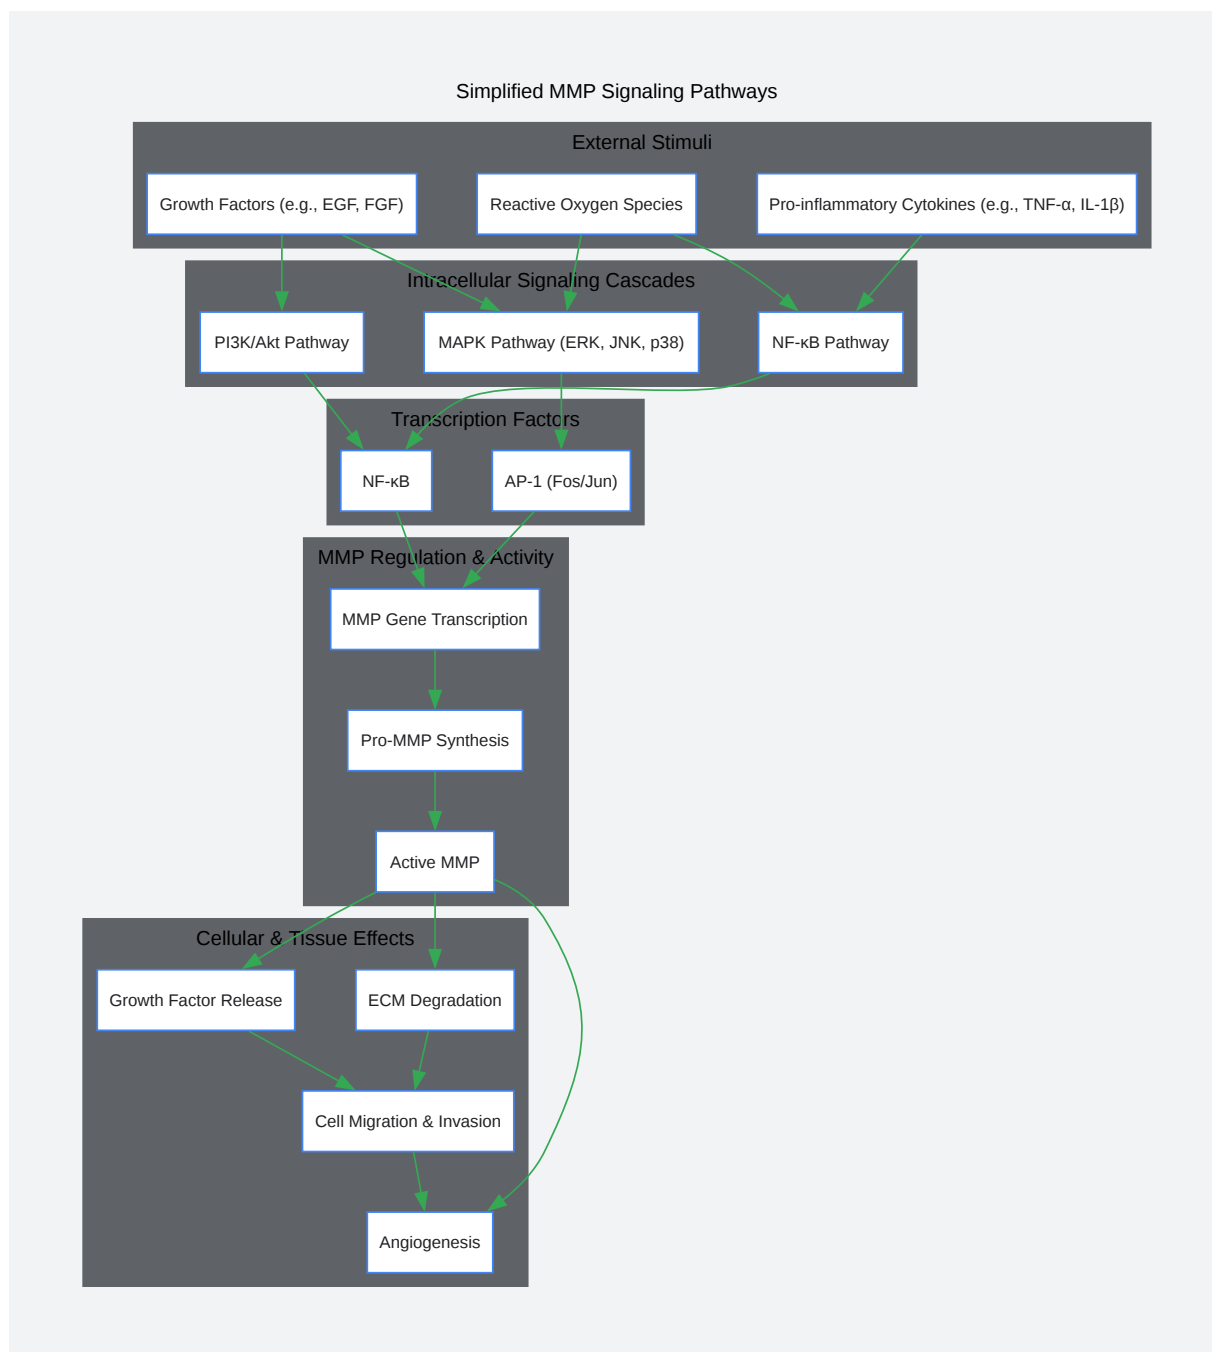 Simplified MMP Signaling Pathways
External Stimuli
Growth Factors (e.g., EGF, FGF)
Reactive Oxygen Species
Pro-inflammatory Cytokines (e.g., TNF-α, IL-1β)
Intracellular Signaling Cascades
PI3K/Akt Pathway
MAPK Pathway (ERK, JNK, p38)
NF-κB Pathway
Transcription Factors
NF-κB
AP-1 (Fos/Jun)
MMP Regulation & Activity
MMP Gene Transcription
Pro-MMP Synthesis
Active MMP
Cellular & Tissue Effects
Growth Factor Release
ECM Degradation
Cell Migration & Invasion
Angiogenesis